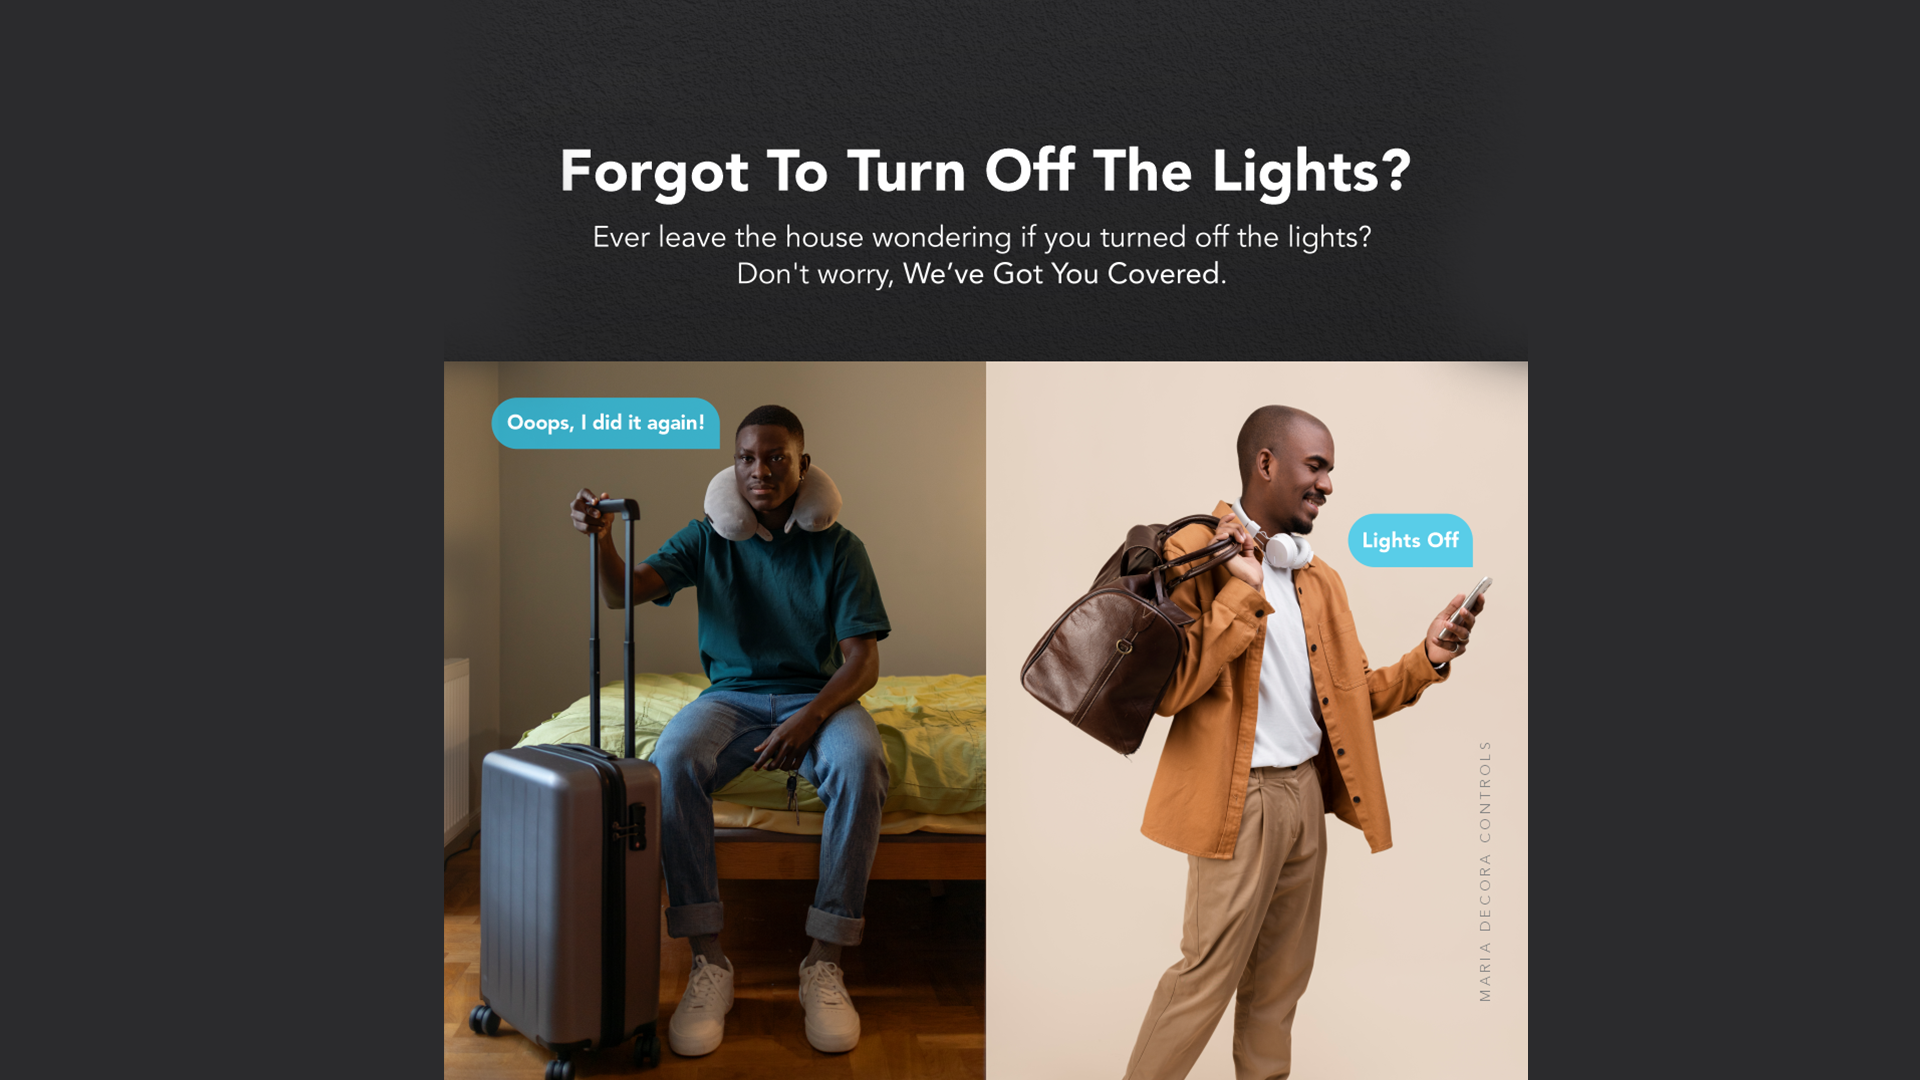 Forgot To Turn Off The Lights?
Ever leave the house wondering if you turned off the lights?
Don't worry, We’ve Got You Covered.
Ooops, I did it again!
Lights Off
MARIA DECORA CONTROLS